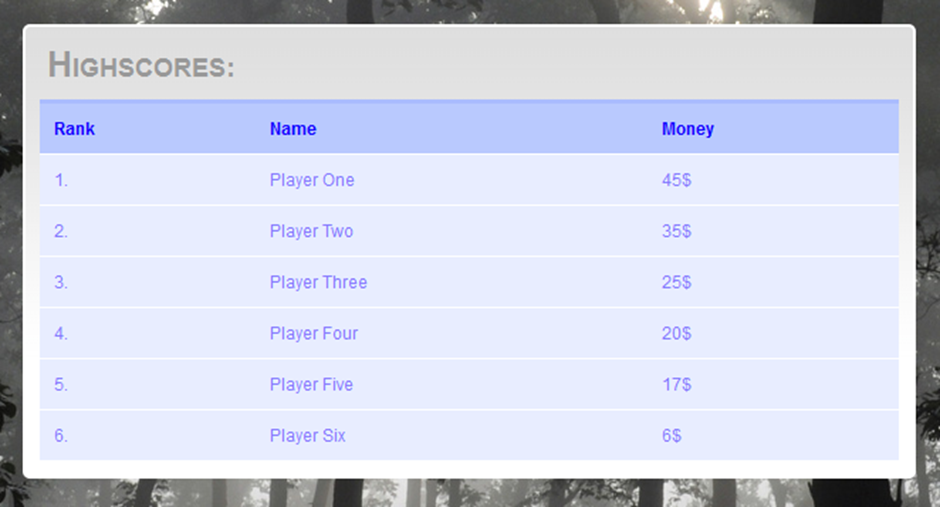 Highscores:
Rank Name Money
1. Player One 45$
2. Player Two 35$
3. Player Three 25$
4. Player Four 20$
5. Player Five 17$
6. Player Six 6$